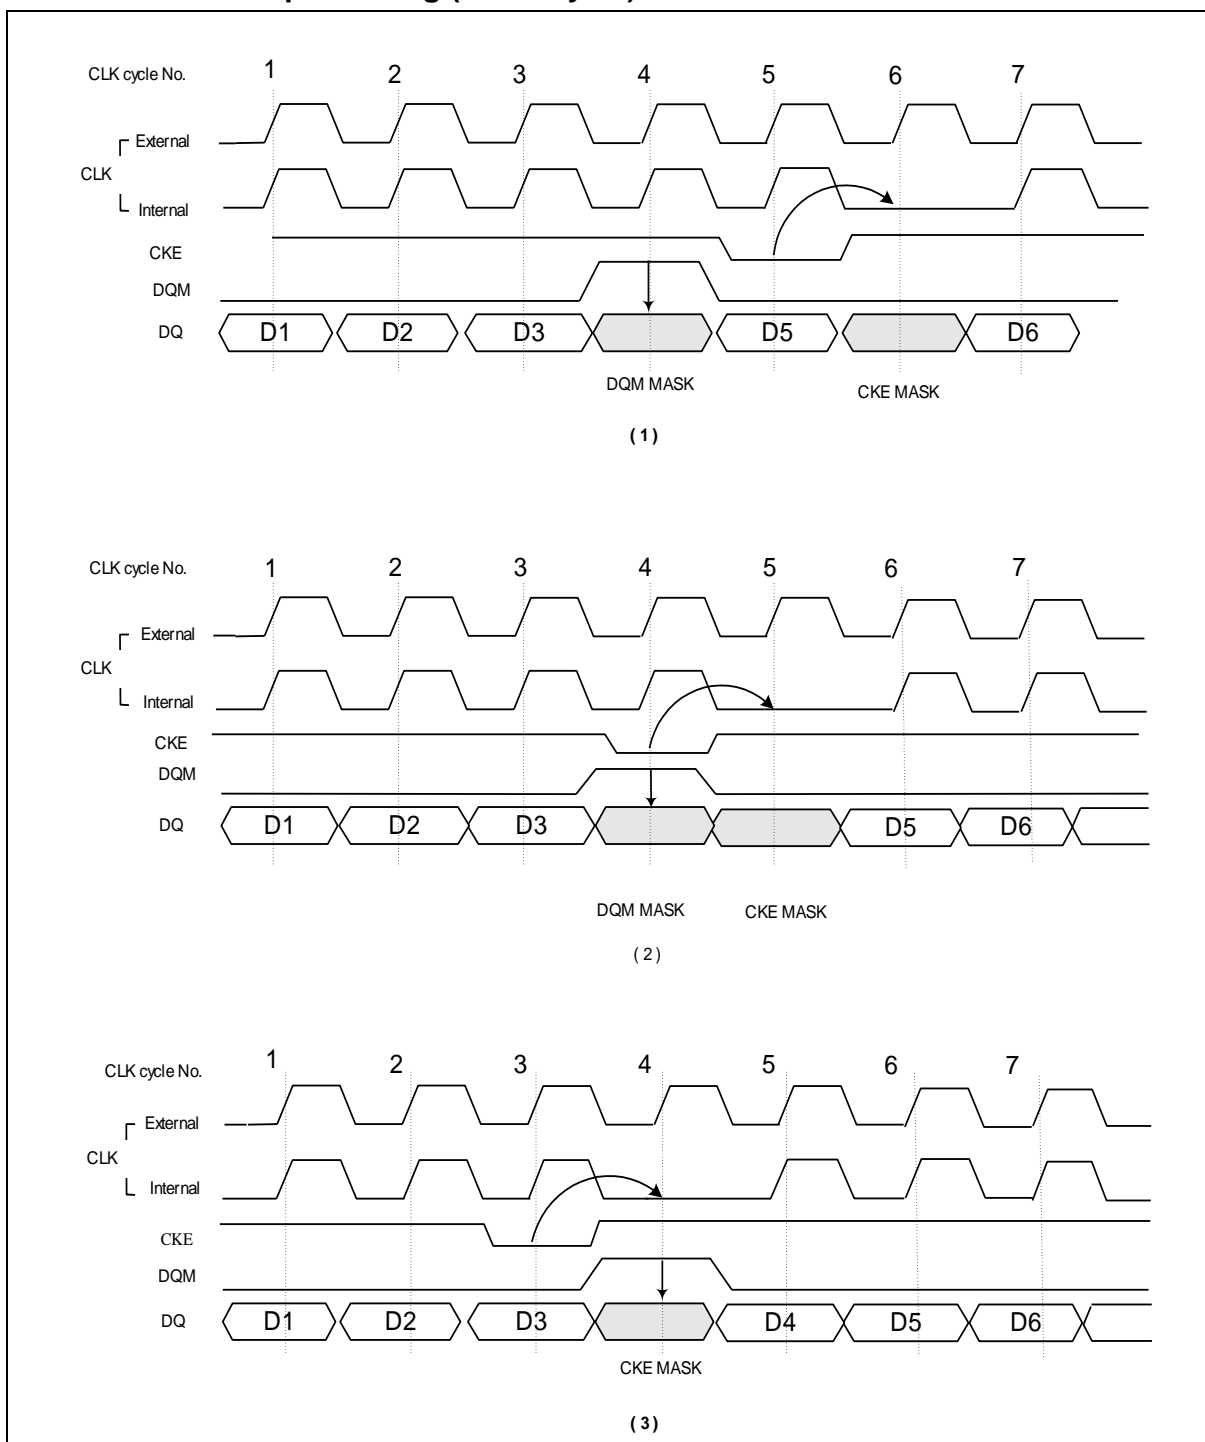 CLK cycle No. 1 2 3 4 5 6 7
External
CLK
Internal
CKE
DQM
DQ D1 D2 D3 D5 D6
DQM MASK CKE MASK
( 1 )
CLK cycle No. 1 2 3 4 5 6 7
External
CLK
Internal
CKE
DQM
DQ D1 D2 D3 D5 D6
DQM MASK CKE MASK
( 2 )
CLK cycle No. 1 2 3 4 5 6 7
External
CLK
Internal
CKE
DQM
DQ D1 D2 D3 D4 D5 D6
CKE MASK
( 3 )